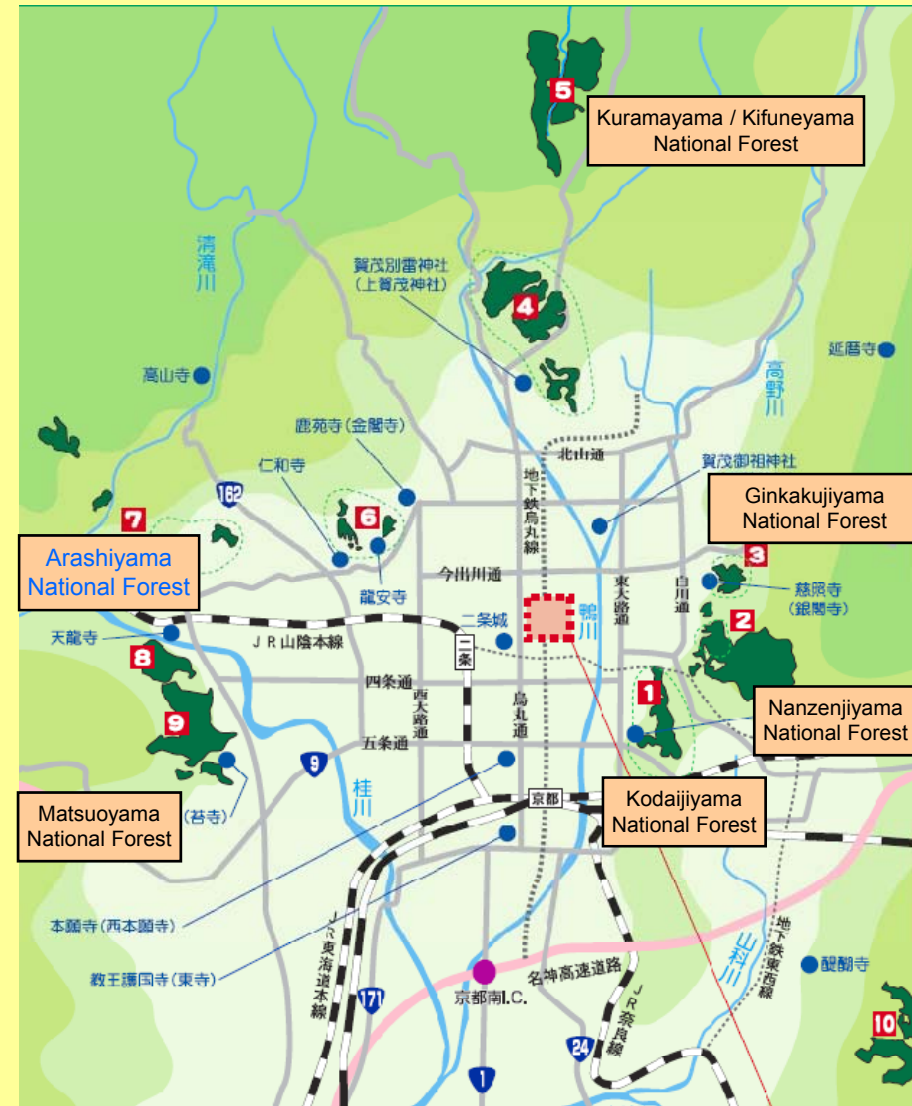 5
Kuramayama / Kifuneyama
National Forest
清滝川
賀茂別雷神社
(上賀茂神社)
4
高野川
延暦寺
高山寺
鹿苑寺(金閣寺)
北山通
仁和寺
地下鉄烏丸線
賀茂御祖神社
162
7
6
Ginkakujiyama
National Forest
Arashiyama
National Forest
3
今出川通
龍安寺
東大路通
白川通
慈照寺
(銀閣寺)
鴨川
二条城
2
天龍寺
JR山陰本線
二条
8
四条通
1
西大路通
烏丸通
9
Nanzenjiyama
National Forest
五条通
9
桂川
京都
Kodaijiyama
National Forest
Matsuoyama
National Forest
(苔寺)
本願寺(西本願寺)
山科川
地下鉄東西線
教王護国寺(東寺)
JR東海道本線
名神高速道路
醍醐寺
171
京都南I.C.
JR奈良線
10
24
1